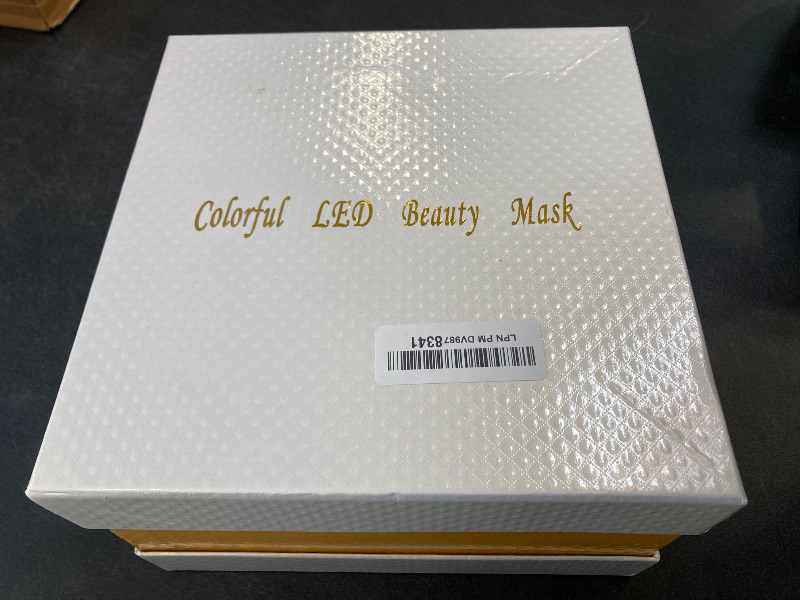 Colorful LED Beauty Mask
LPN PM DV9878341